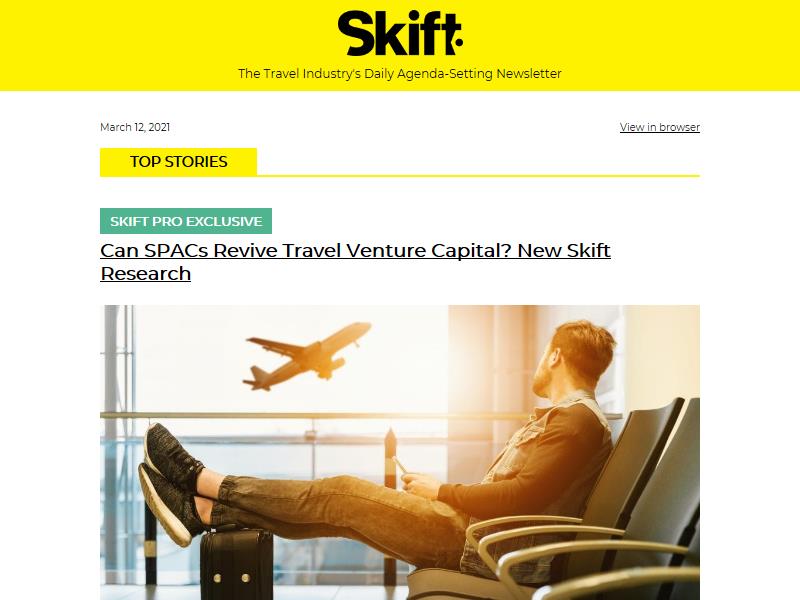 Skift
The Travel Industry's Daily Agenda-Setting Newsletter
March 12, 2021
View in browser
TOP STORIES
SKIFT PRO EXCLUSIVE
Can SPACs Revive Travel Venture Capital? New Skift
Research